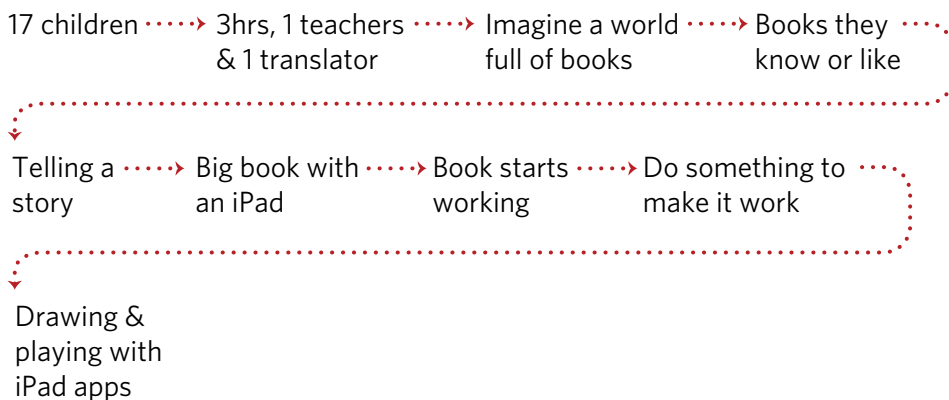 17 children
3hrs, 1 teachers
& 1 translator
Imagine a world
full of books
Books they
know or like
Telling a
story
Big book with
an iPad
Book starts
working
Do something to
make it work
Drawing &
playing with
iPad apps